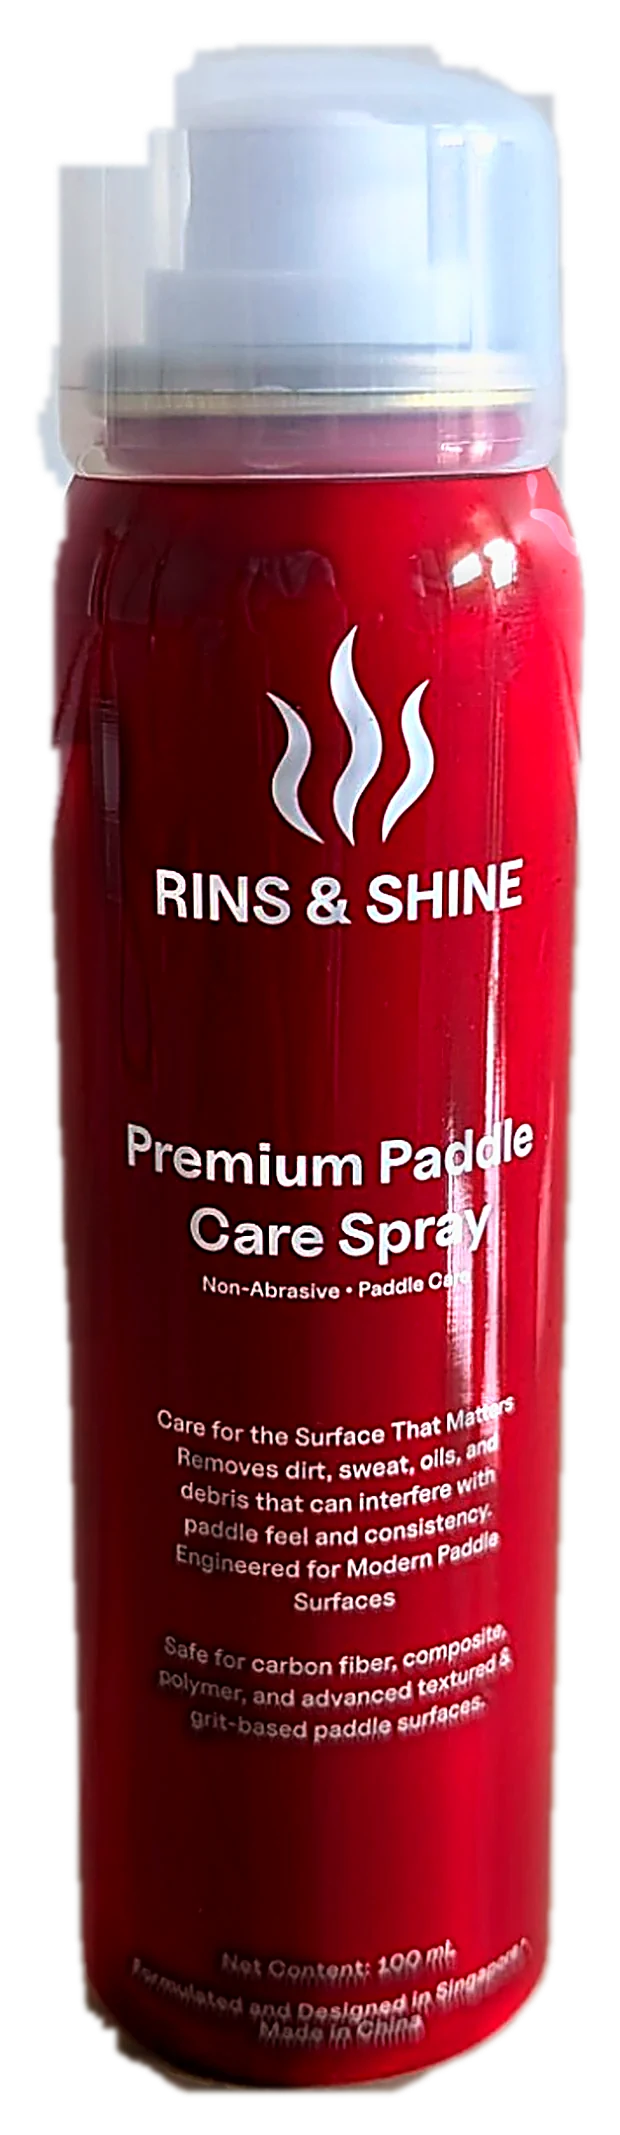 RINS & SHINE
Premium Paddle
Care Spray
Non-Abrasive • Paddle Care
Care for the Surface That Matters
Removes dirt, sweat, oils, and
debris that can interfere with
paddle feel and consistency.
Engineered for Modern Paddle
Surfaces
Safe for carbon fiber, composite,
polymer, and advanced textured &
grit-based paddle surfaces.
Net Content: 100 mL
Formulated and Designed in Singapore
Made in China